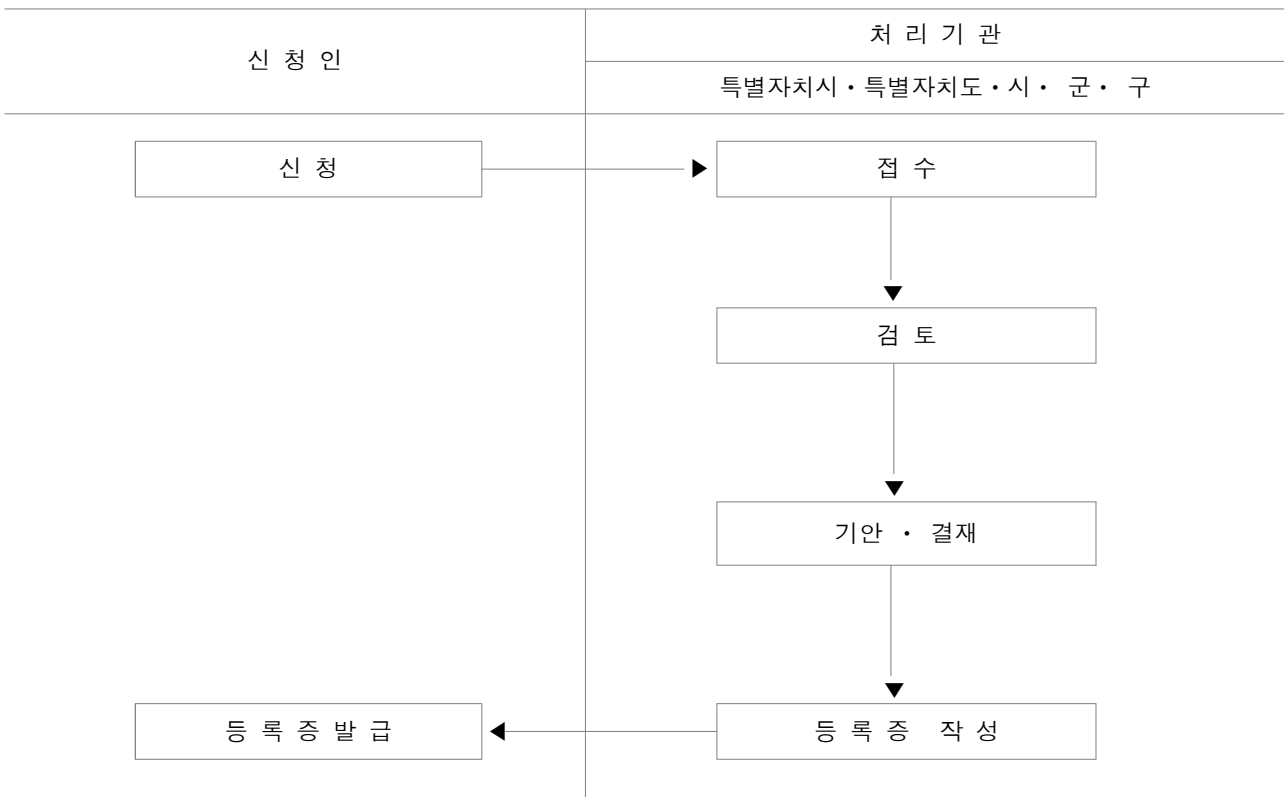 신 청 인
처 리 기 관
특별자치시·특별자치도·시· 군· 구
신 청
접 수
검 토
기안 · 결재
등 록 증 작 성
등 록 증 발 급